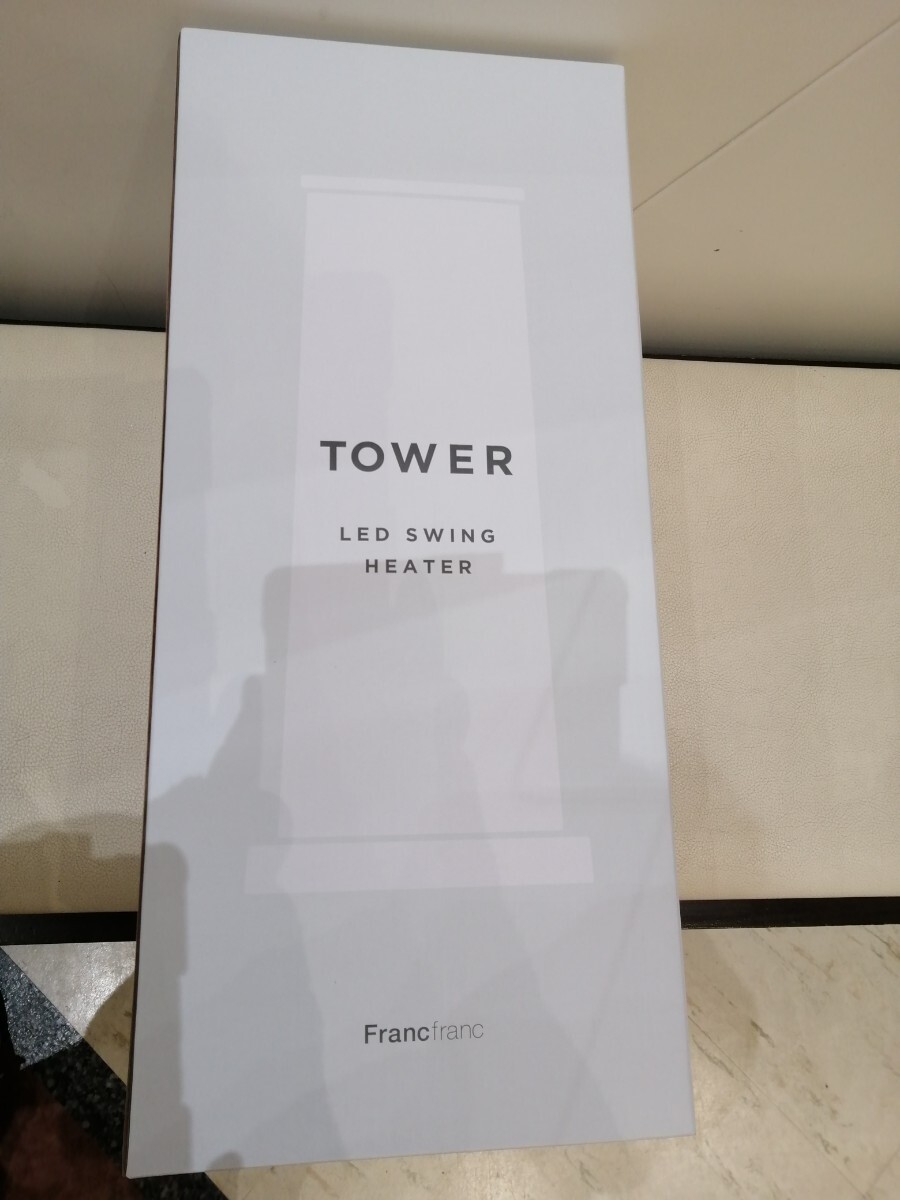 TOWER
LED SWING
HEATER
Francfranc